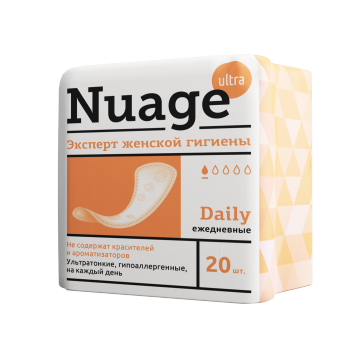 ultra
Nuage
Эксперт женской гигиены
Daily
ежедневные
Не содержат красителей
и ароматизаторов
Ультратонкие, гипоаллергенные,
на каждый день
20 шт.